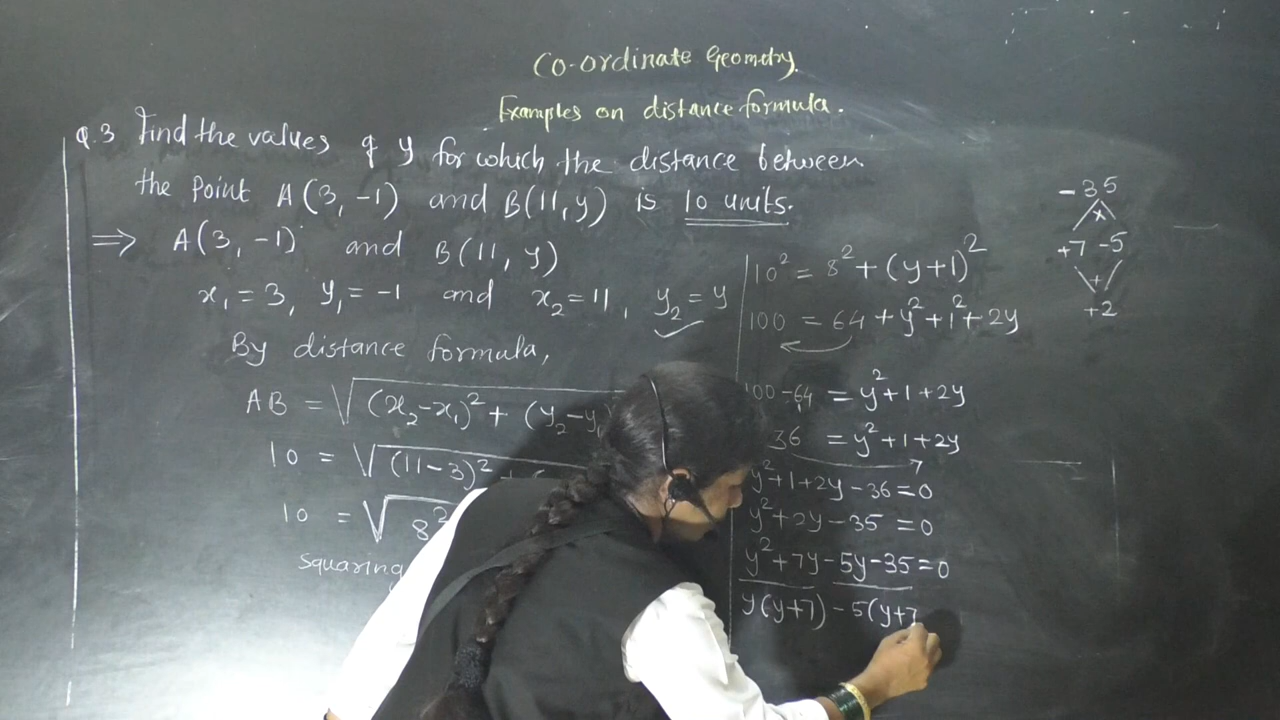 Co-ordinate Geometry.
Examples on distance formula.
Q.3 Find the values of y for which the distance between
the point A(3, -1) and B(11, y) is 10 units.
⇒ A(3, -1) and B(11, y)
x₁ = 3, y₁ = -1 and x₂ = 11, y₂ = y
By distance formula,
AB = √(x₂-x₁)² + (y₂-y₁
10 = √(11-3)² +
10 = √8²
squaring
10² = 8² + (y+1)²
100 = 64 + y² + 1² + 2y
100 - 64 = y² + 1 + 2y
36 = y² + 1 + 2y
y² + 1 + 2y - 36 = 0
y² + 2y - 35 = 0
y² + 7y - 5y - 35 = 0
y(y+7) - 5(y+7
-35
×
+7 -5
+
+2